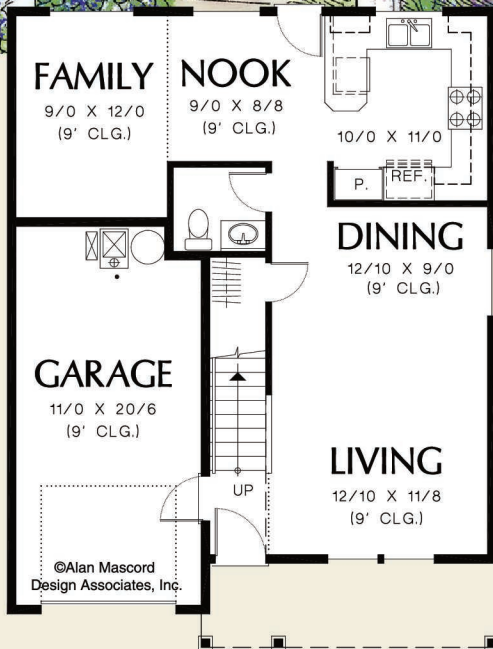 FAMILY
9/0 X 12/0
(9' CLG.)
NOOK
9/0 X 8/8
(9' CLG.)
10/0 X 11/0
P.
REF.
DINING
12/10 X 9/0
(9' CLG.)
GARAGE
11/0 X 20/6
(9' CLG.)
LIVING
12/10 X 11/8
(9' CLG.)
UP
©Alan Mascord
Design Associates, Inc.